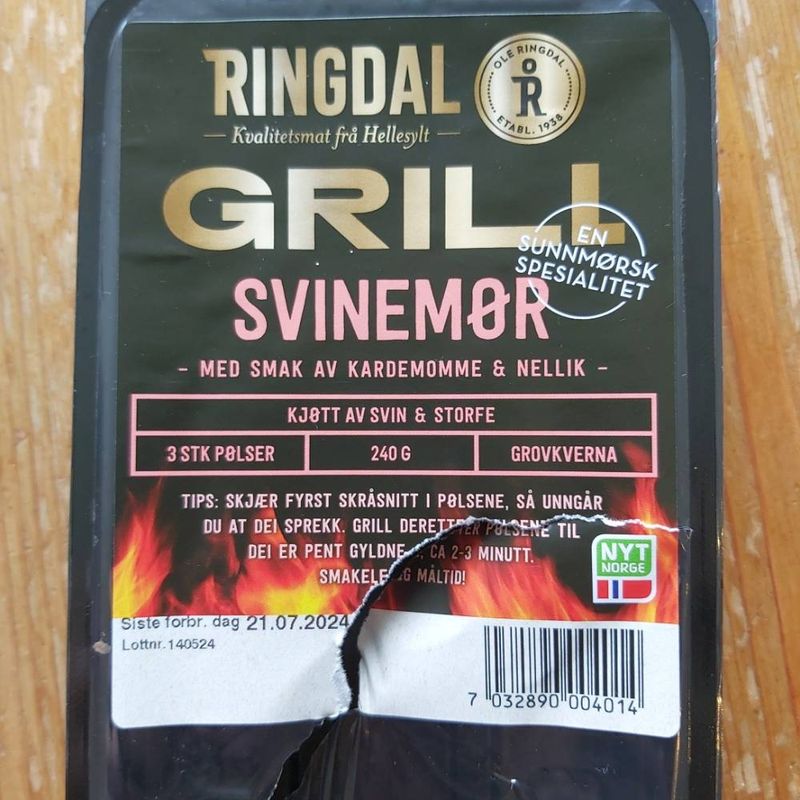 RINGDAL
Kvalitetsmat frå Hellesylt
OLE RINGDAL
OR
ETABL. 1938
GRILL
EN
SUNNMØRSK
SPESIALITET
SVINEMØR
- MED SMAK AV KARDEMOMME & NELLIK -
KJØTT AV SVIN & STORFE
3 STK PØLSER
240 G
GROVKVERNA
TIPS: SKJÆR FYRST SKRÅSNITT I PØLSENE, SÅ UNNGÅR
DU AT DEI SPREKK. GRILL DERETTER PØLSENE TIL
DEI ER PENT GYLDNE CA 2-3 MINUTT.
MÅLTID!
NYT
NORGE
Siste forbr. dag 21.07.2024
Lottnr. 140524
7 032890 004014